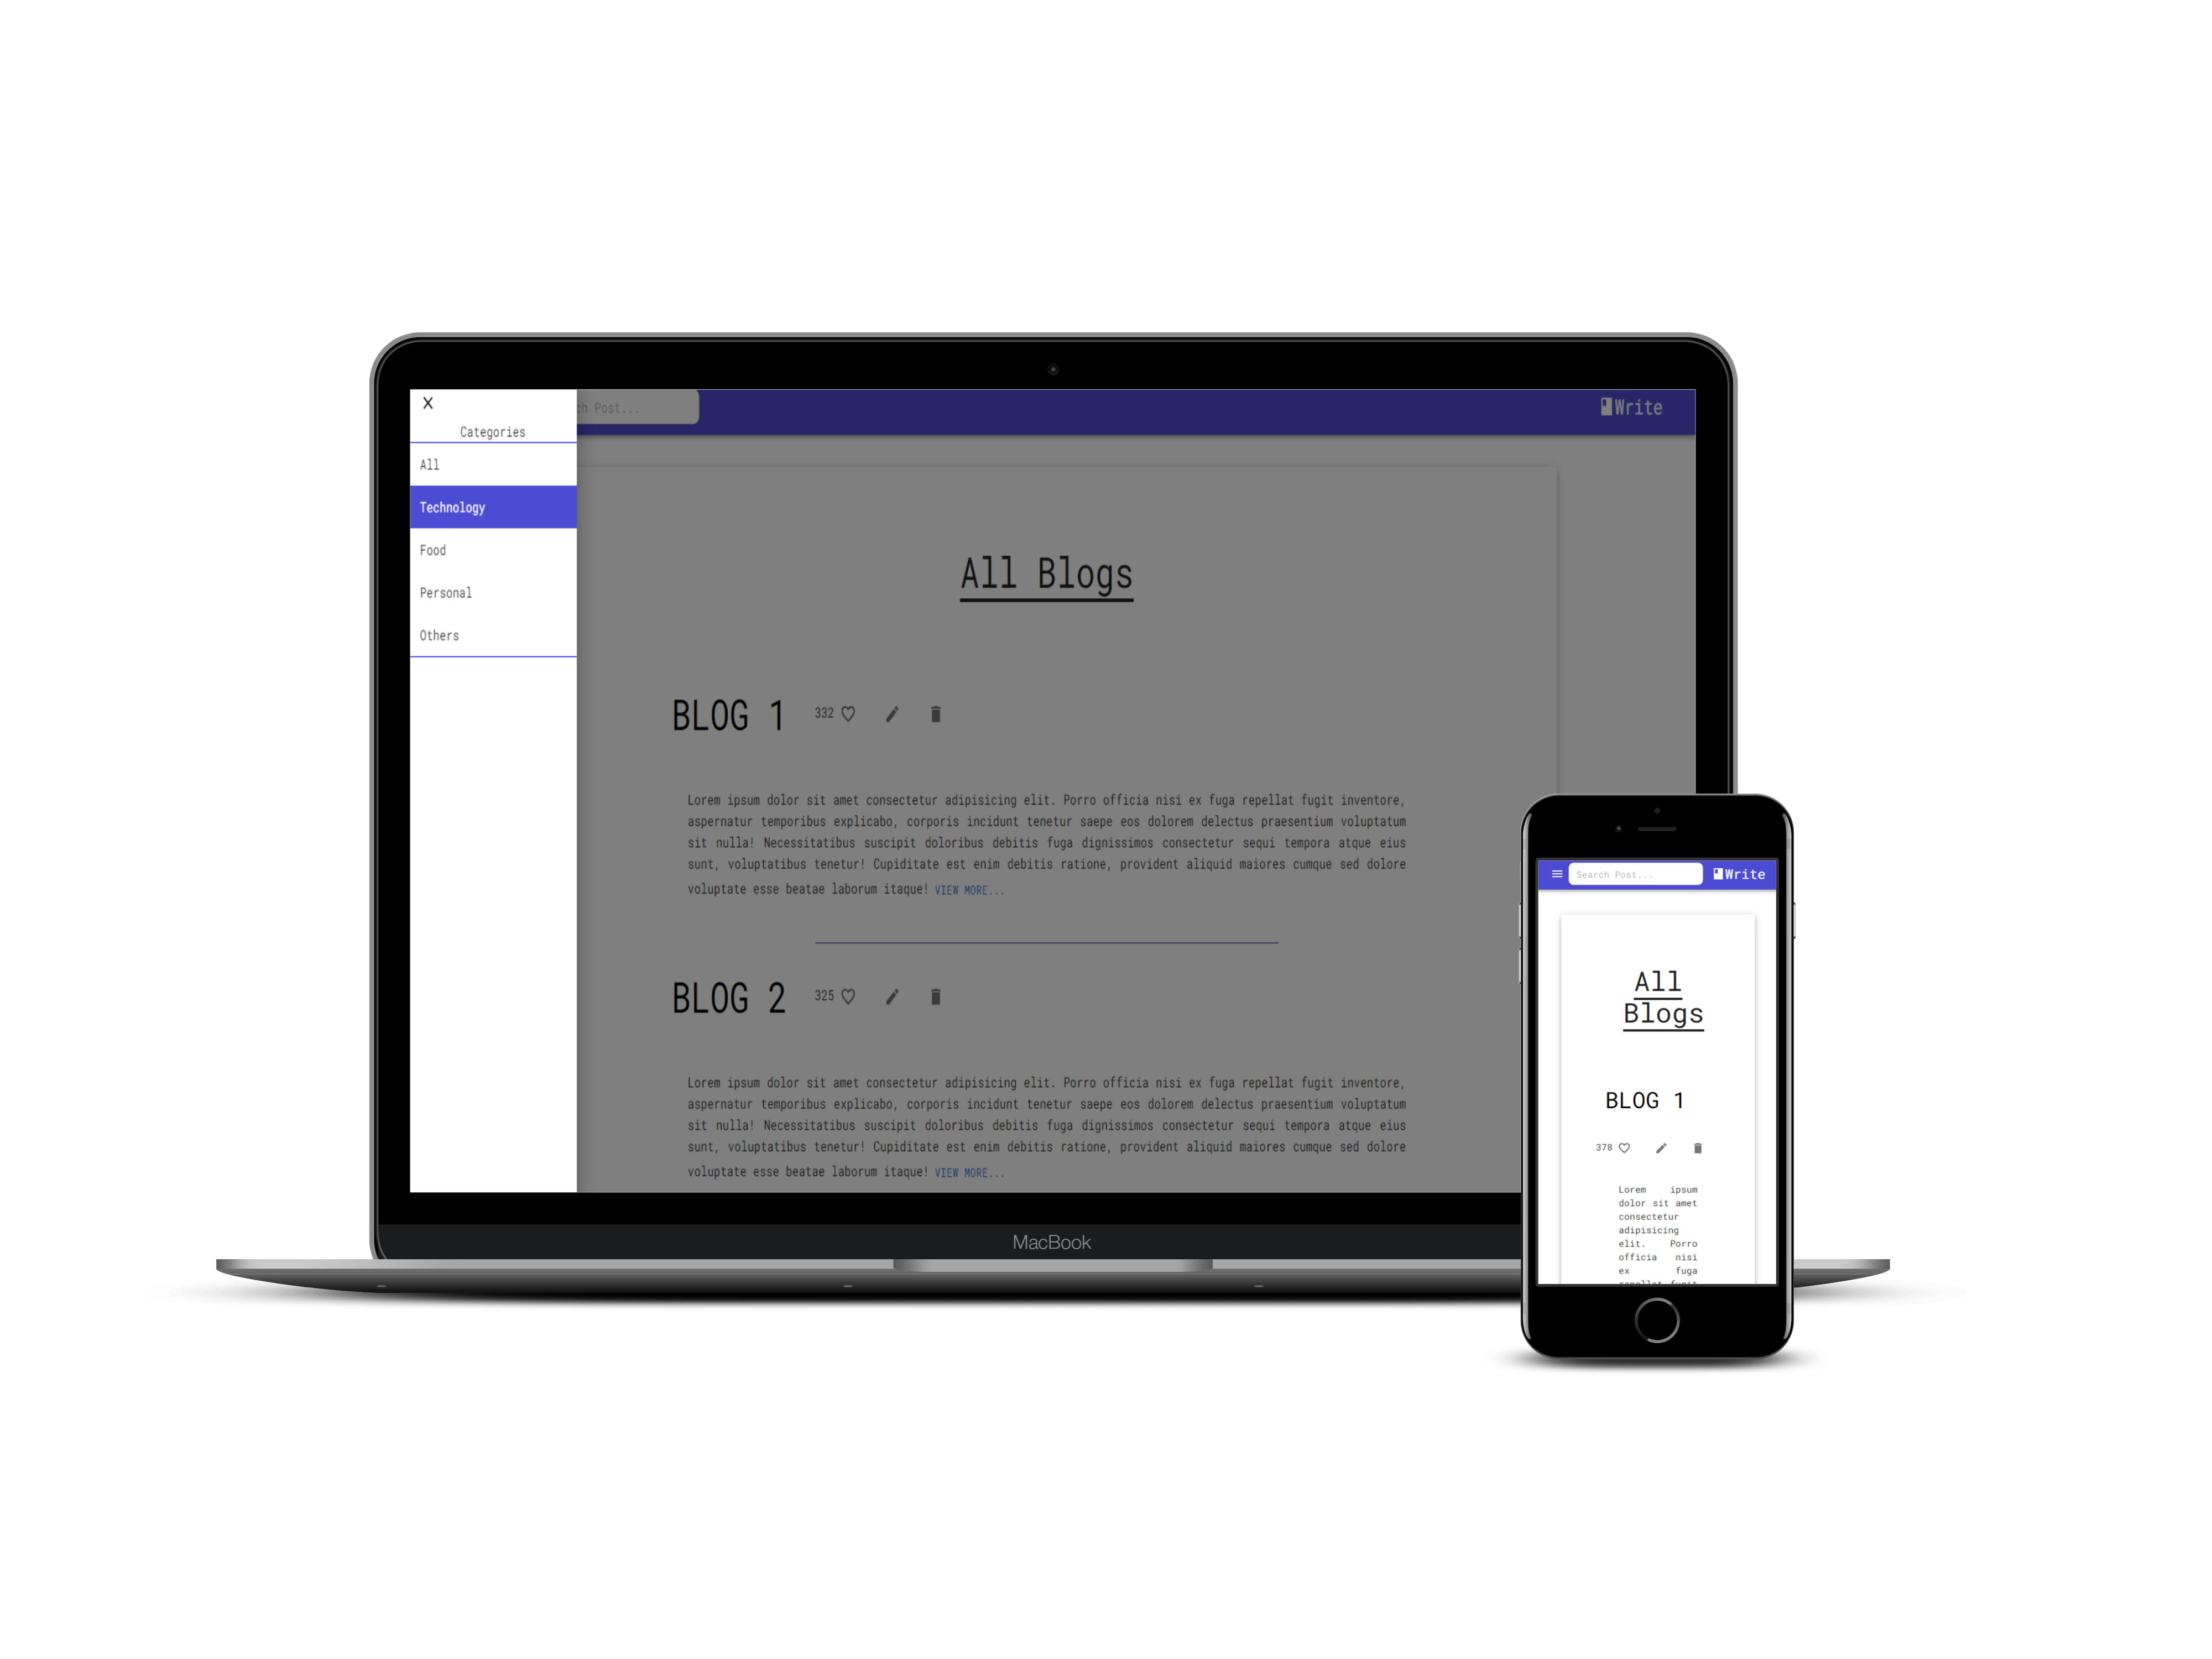 X
ch Post...
Write
Categories
All
Technology
Food
Personal
Others
All Blogs
BLOG 1
332
Lorem ipsum dolor sit amet consectetur adipisicing elit. Porro officia nisi ex fuga repellat fugit inventore,
aspernatur temporibus explicabo, corporis incidunt tenetur saepe eos dolorem delectus praesentium voluptatum
sit nulla! Necessitatibus suscipit doloribus debitis fuga dignissimos consectetur sequi tempora atque eius
sunt, voluptatibus tenetur! Cupiditate est enim debitis ratione, provident aliquid maiores cumque sed dolore
voluptate esse beatae laborum itaque! VIEW MORE...
BLOG 2
325
Lorem ipsum dolor sit amet consectetur adipisicing elit. Porro officia nisi ex fuga repellat fugit inventore,
aspernatur temporibus explicabo, corporis incidunt tenetur saepe eos dolorem delectus praesentium voluptatum
sit nulla! Necessitatibus suscipit doloribus debitis fuga dignissimos consectetur sequi tempora atque eius
sunt, voluptatibus tenetur! Cupiditate est enim debitis ratione, provident aliquid maiores cumque sed dolore
voluptate esse beatae laborum itaque! VIEW MORE...
MacBook
Search Post...
Write
All
Blogs
BLOG 1
378
Lorem ipsum
dolor sit amet
consectetur
adipisicing
elit. Porro
officia nisi
ex fuga
repellat fugit